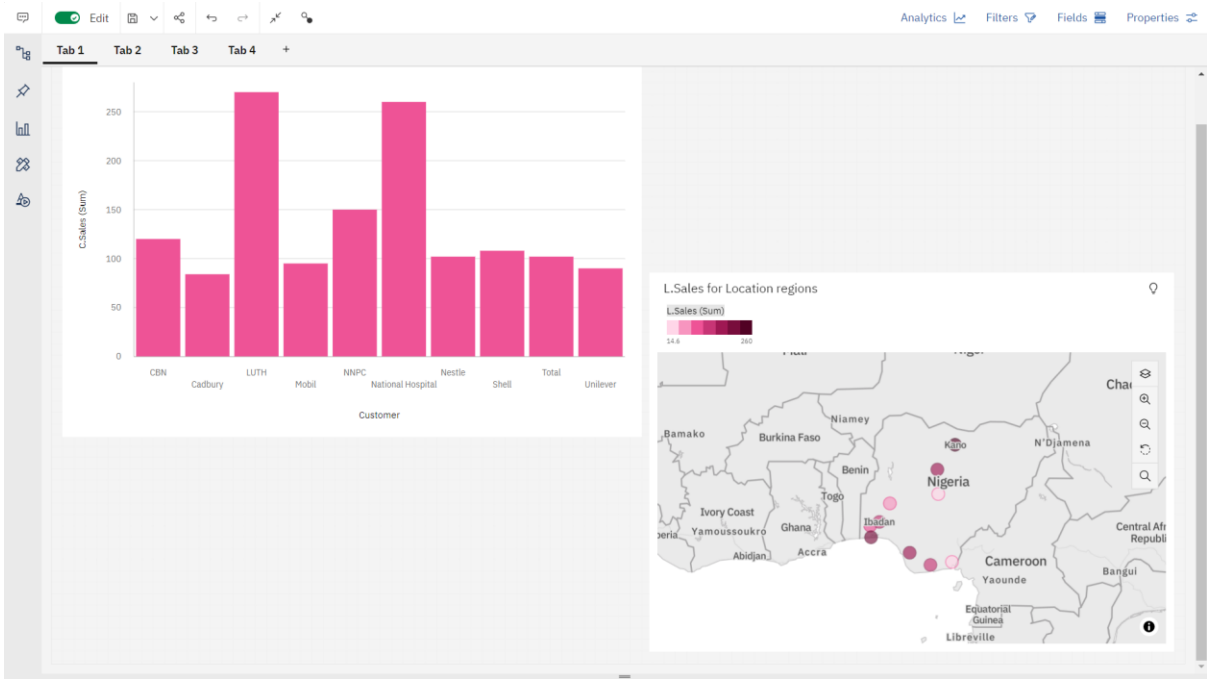 Edit
Analytics Filters Fields Properties
Tab 1 Tab 2 Tab 3 Tab 4 +
250
200
150
100
50
0
C.Sales (Sum)
CBN LUTH NNPC Nestle Total
Cadbury Mobil National Hospital Shell Unilever
Customer
L.Sales for Location regions
L.Sales (Sum)
14.6 260
Niamey
Bamako
Burkina Faso
Kano
N'Djamena
Benin
Nigeria
Togo
Ivory Coast
Ibadan
Yamoussoukro
Ghana
Central Afr
Republi
Abidjan
Accra
Cameroon
Bangui
Yaounde
Equatorial
Guinea
Libreville